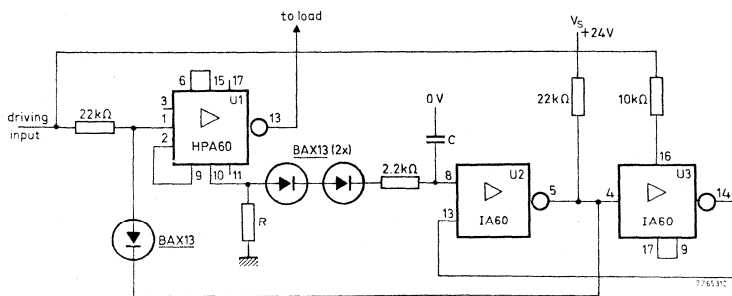 to load
Vs
+24V
6
15
17
U1
3
22kΩ
13
0V
22kΩ
10kΩ
driving
input
1
2
HPA60
C
16
BAX13(2x)
2.2kΩ
9
10
11
8
U2
5
4
U3
14
13
IA60
IA60
R
BAX13
17
9
7Z65312